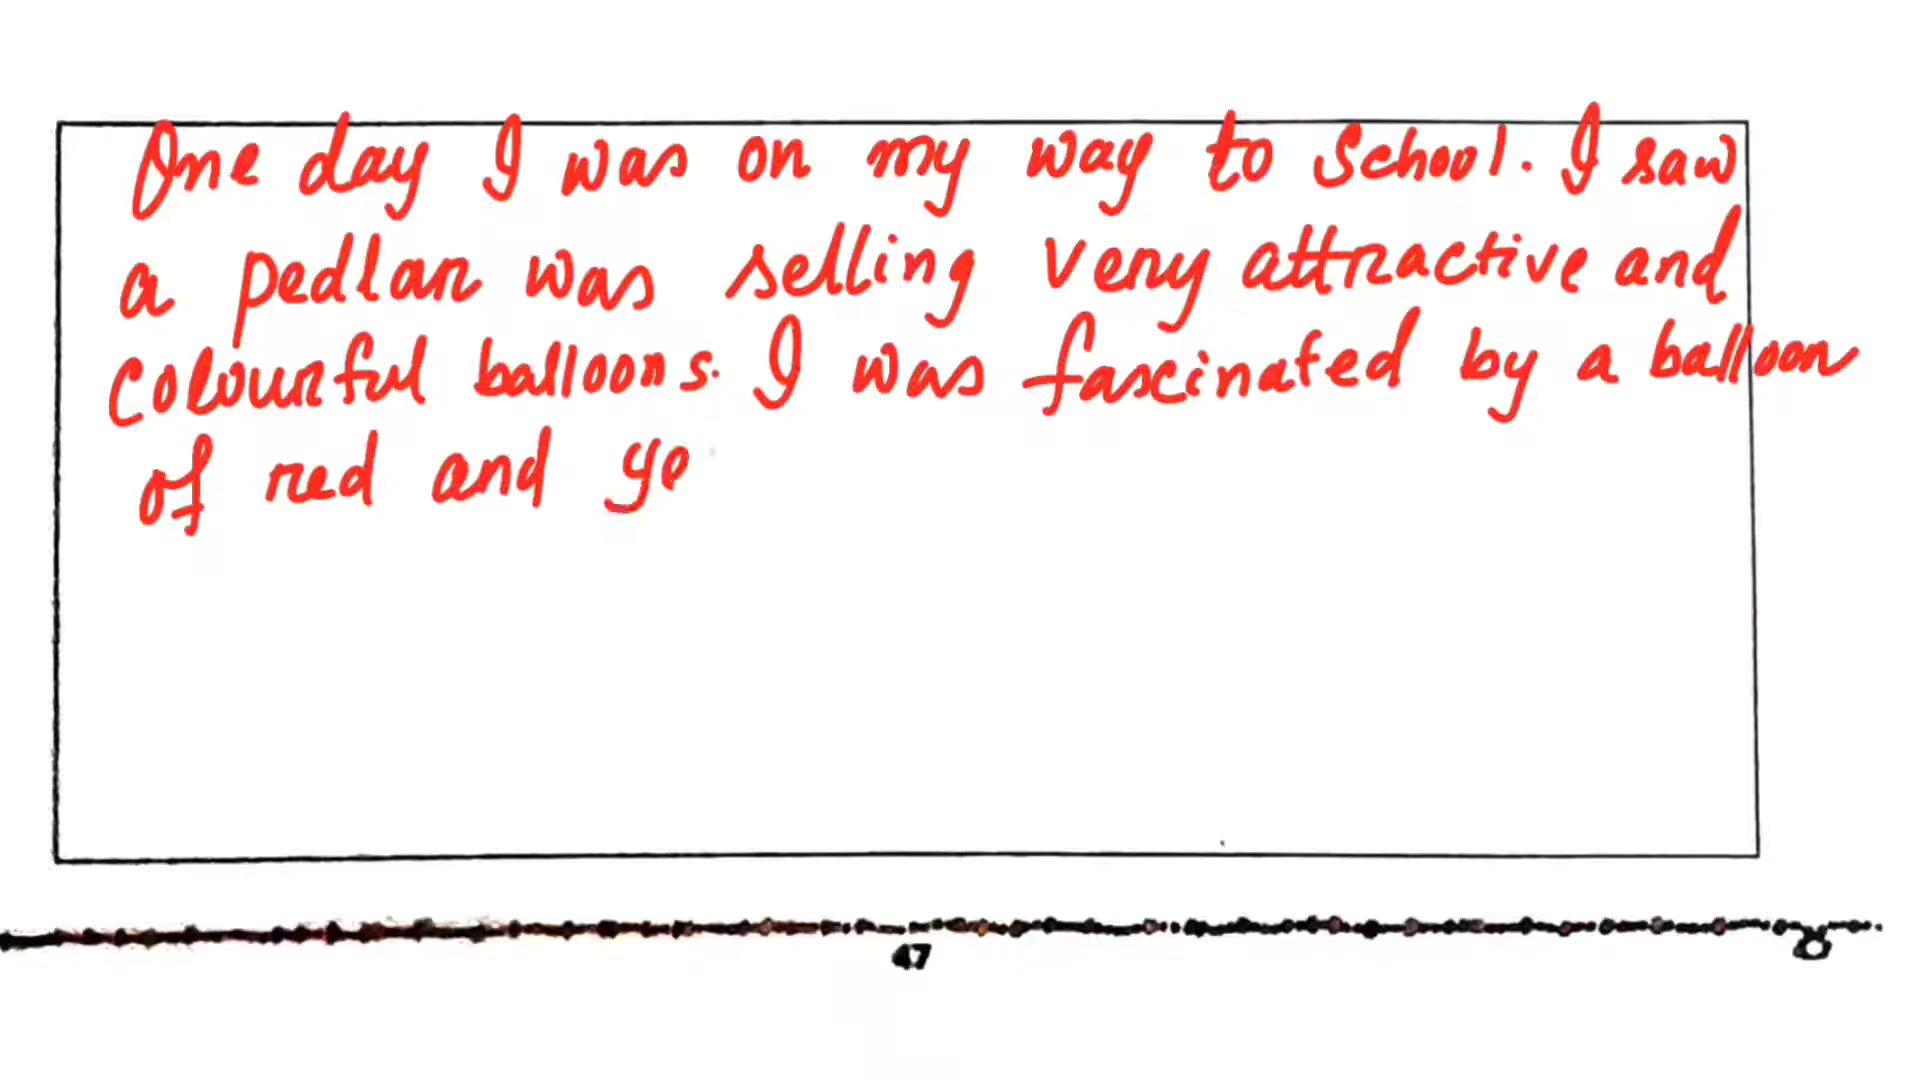 One day I was on my way to School. I saw
a pedlar was selling very attractive and
colourful balloons. I was fascinated by a balloon
of red and ye
47